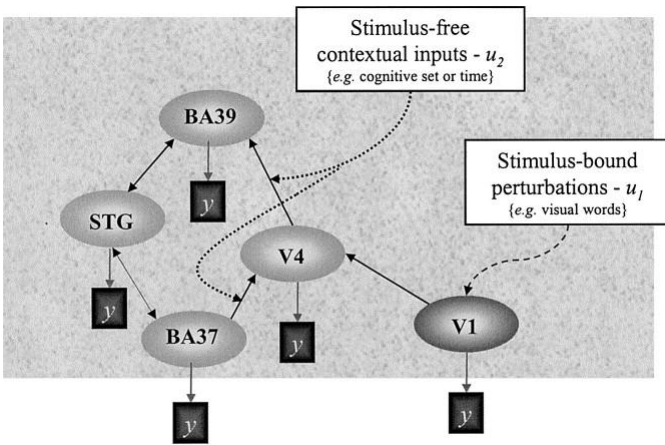 Stimulus-free
contextual inputs - u₂
{e.g. cognitive set or time}
BA39
y
Stimulus-bound
perturbations - u₁
{e.g. visual words}
STG
y
V4
y
BA37
y
V1
y